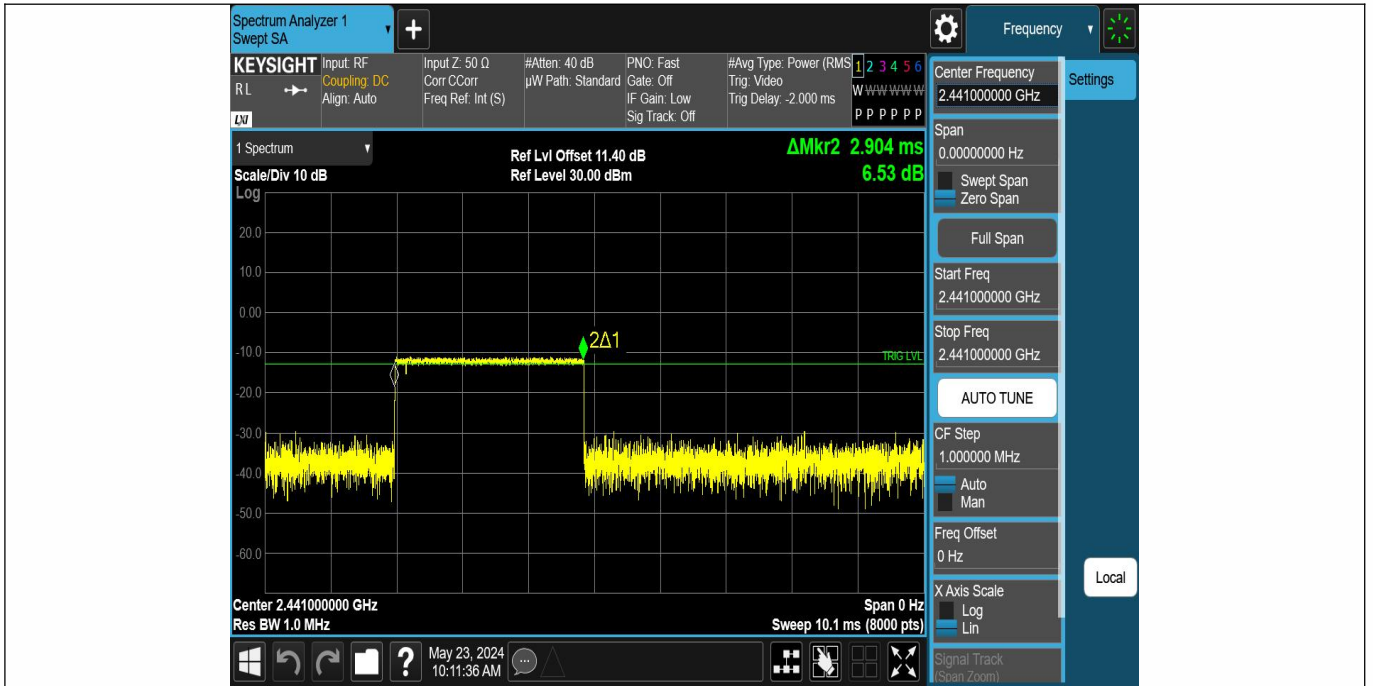 Spectrum Analyzer 1
Swept SA
+
Frequency
KEYSIGHT
RL
LXI
Input: RF
Coupling: DC
Align: Auto
Input Z: 50 Ω
Corr CCorr
Freq Ref: Int (S)
#Atten: 40 dB
µW Path: Standard
PNO: Fast
Gate: Off
IF Gain: Low
Sig Track: Off
#Avg Type: Power (RMS
Trig: Video
Trig Delay: -2.000 ms
1 2 3 4 5 6
W W W W W W
P P P P P P
1 Spectrum
Scale/Div 10 dB
Ref Lvl Offset 11.40 dB
Ref Level 30.00 dBm
ΔMkr2 2.904 ms
6.53 dB
Log
20.0
10.0
0.00
-10.0
-20.0
-30.0
-40.0
-50.0
-60.0
2Δ1
TRIG LVL
Center 2.441000000 GHz
Res BW 1.0 MHz
Span 0 Hz
Sweep 10.1 ms (8000 pts)
Center Frequency
2.441000000 GHz
Settings
Span
0.00000000 Hz
Swept Span
Zero Span
Full Span
Start Freq
2.441000000 GHz
Stop Freq
2.441000000 GHz
AUTO TUNE
CF Step
1.000000 MHz
Auto
Man
Freq Offset
0 Hz
X Axis Scale
Log
Lin
Local
Signal Track
(Span Zoom)
?
May 23, 2024
10:11:36 AM